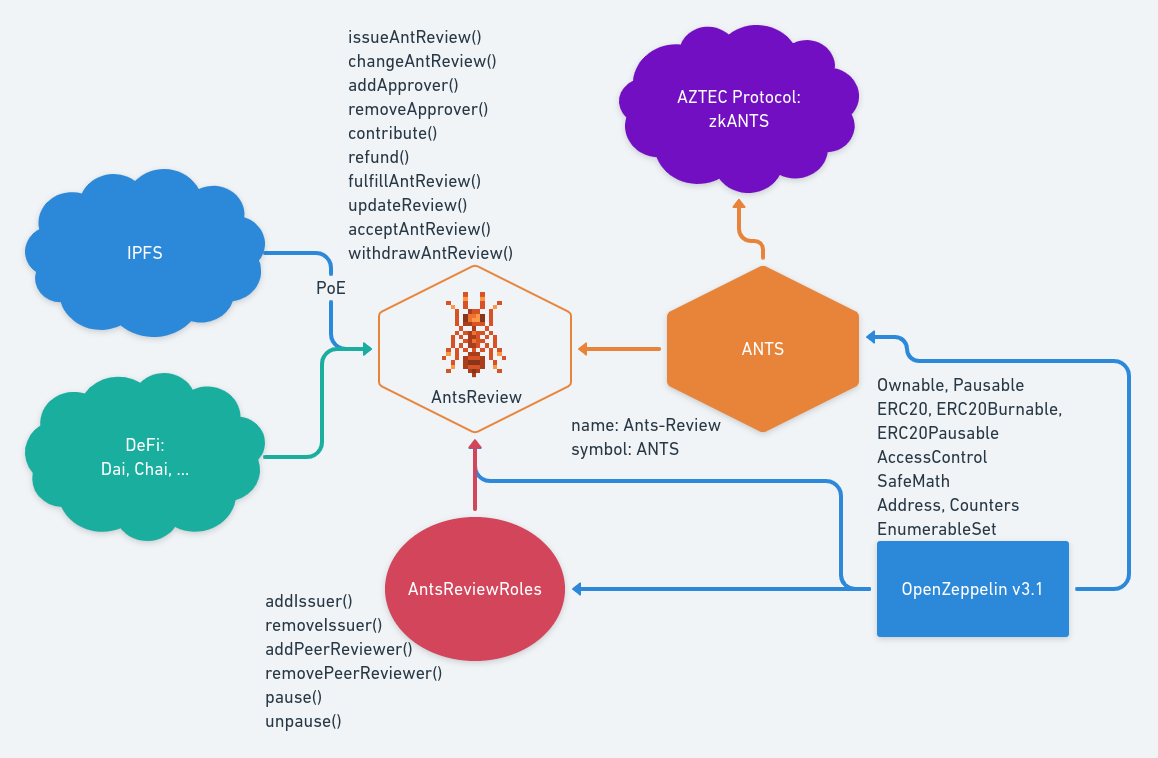 issueAntReview()
changeAntReview()
addApprover()
removeApprover()
contribute()
refund()
fulfillAntReview()
updateReview()
acceptAntReview()
withdrawAntReview()
AZTEC Protocol:
zkANTS
IPFS
PoE
AntsReview
ANTS
name: Ants-Review
symbol: ANTS
DeFi:
Dai, Chai, ...
Ownable, Pausable
ERC20, ERC20Burnable,
ERC20Pausable
AccessControl
SafeMath
Address, Counters
EnumerableSet
OpenZeppelin v3.1
AntsReviewRoles
addIssuer()
removeIssuer()
addPeerReviewer()
removePeerReviewer()
pause()
unpause()